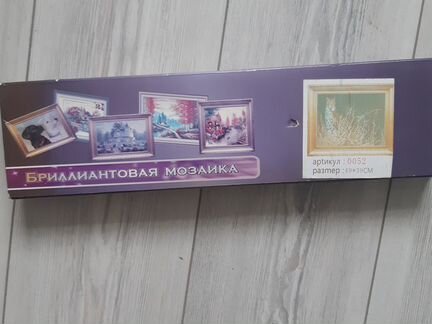 Бриллиантовая мозаика
артикул : 0052
размер :